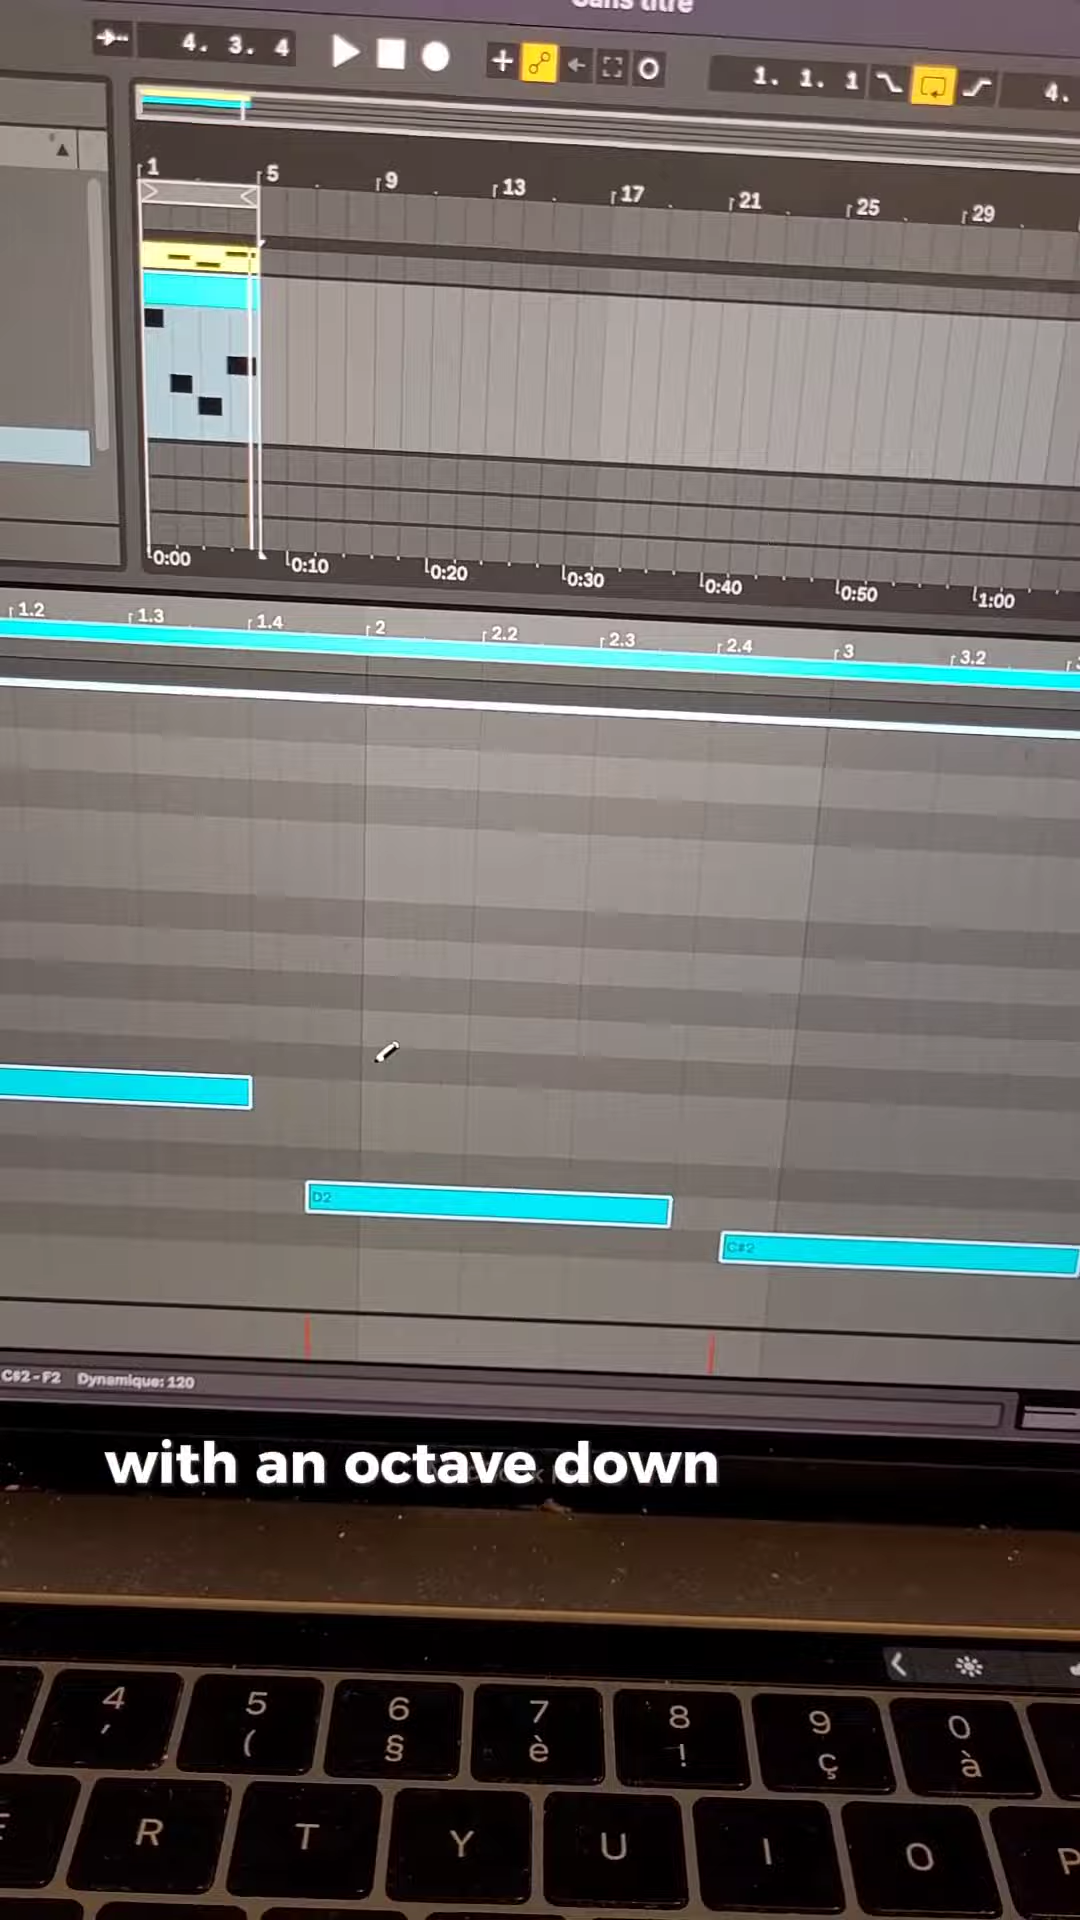 Sans titre
4. 3. 4
1. 1. 1
4.
1 5 9 13 17 21 25 29
0:00 0:10 0:20 0:30 0:40 0:50 1:00
1.2 1.3 1.4 2 2.2 2.3 2.4 3 3.2
D2
C#2
C#2-F2 Dynamique: 120
with an octave down
4 5 6 7 8 9 0
' ( § è ! ç à
R T Y U I O P